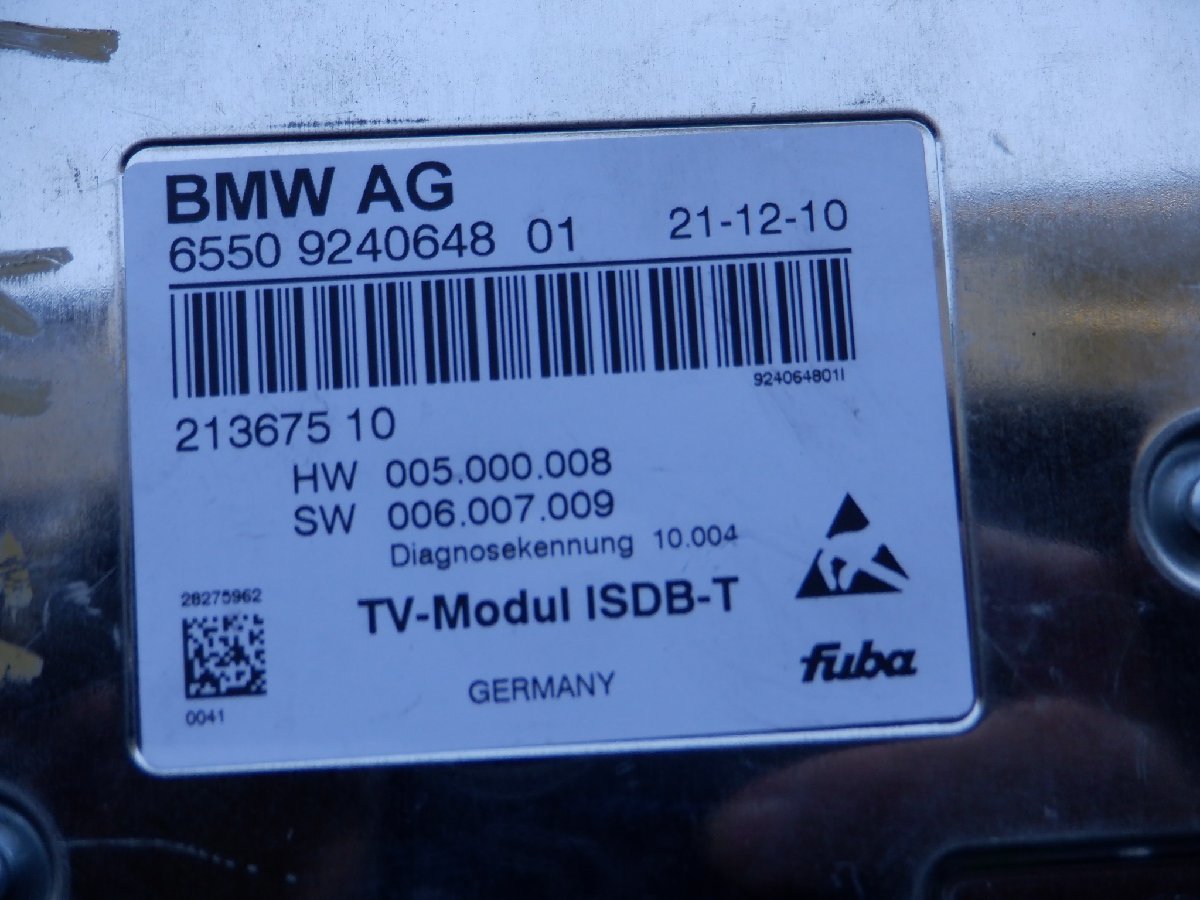 BMW AG
6550 9240648 01 21-12-10
924064801I
213675 10
HW 005.000.008
SW 006.007.009
Diagnosekennung 10.004
28275962
TV-Modul ISDB-T
fuba
GERMANY
0041